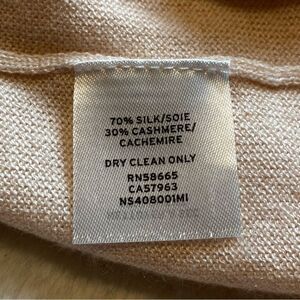 70% SILK/SOIE
30% CASHMERE/
CACHEMIRE
DRY CLEAN ONLY
RN58665
CA57963
NS408001MI